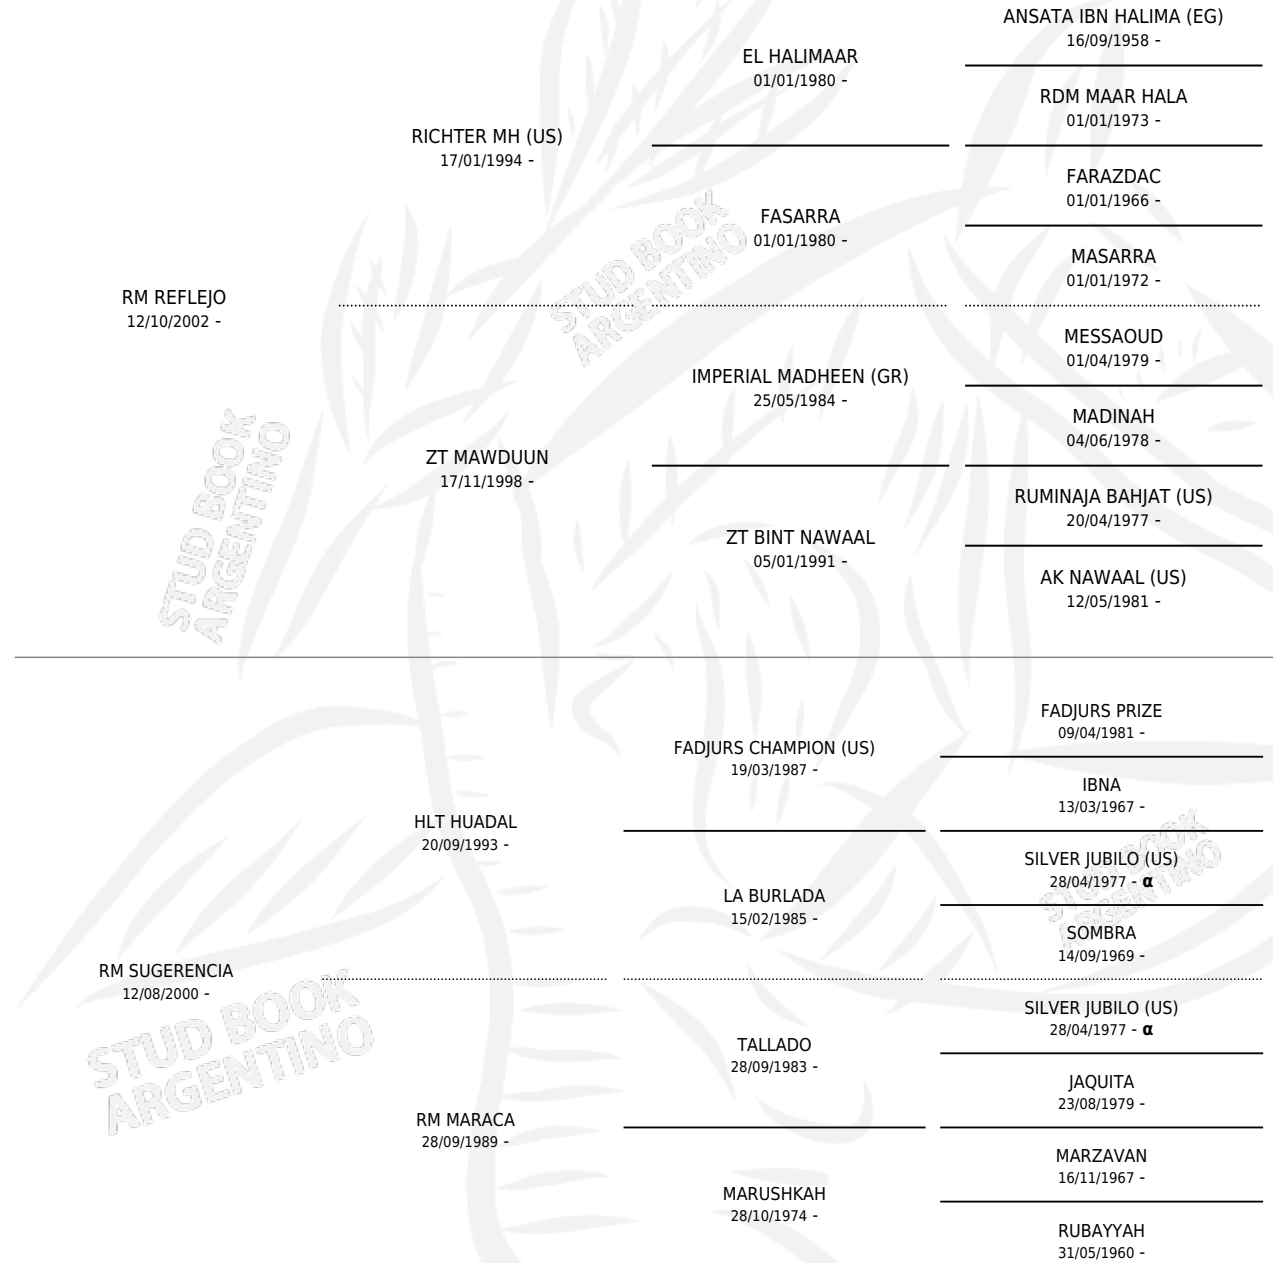 ANSATA IBN HALIMA (EG)
16/09/1958 -
EL HALIMAAR
01/01/1980 -
RDM MAAR HALA
01/01/1973 -
RICHTER MH (US)
17/01/1994 -
FARAZDAC
01/01/1966 -
FASARRA
01/01/1980 -
MASARRA
01/01/1972 -
RM REFLEJO
12/10/2002 -
MESSAOUD
01/04/1979 -
IMPERIAL MADHEEN (GR)
25/05/1984 -
MADINAH
04/06/1978 -
ZT MAWDUUN
17/11/1998 -
RUMINAJA BAHJAT (US)
20/04/1977 -
ZT BINT NAWAAL
05/01/1991 -
AK NAWAAL (US)
12/05/1981 -
STUD BOOK
ARGENTINO
STUD BOOK
ARGENTINO
FADJURS PRIZE
09/04/1981 -
FADJURS CHAMPION (US)
19/03/1987 -
IBNA
13/03/1967 -
HLT HUADAL
20/09/1993 -
SILVER JUBILO (US)
28/04/1977 - α
LA BURLADA
15/02/1985 -
SOMBRA
14/09/1969 -
STUD BOOK
ARGENTINO
RM SUGERENCIA
12/08/2000 -
SILVER JUBILO (US)
28/04/1977 - α
TALLADO
28/09/1983 -
JAQUITA
23/08/1979 -
RM MARACA
28/09/1989 -
MARZAVAN
16/11/1967 -
MARUSHKAH
28/10/1974 -
RUBAYYAH
31/05/1960 -
STUD BOOK
ARGENTINO